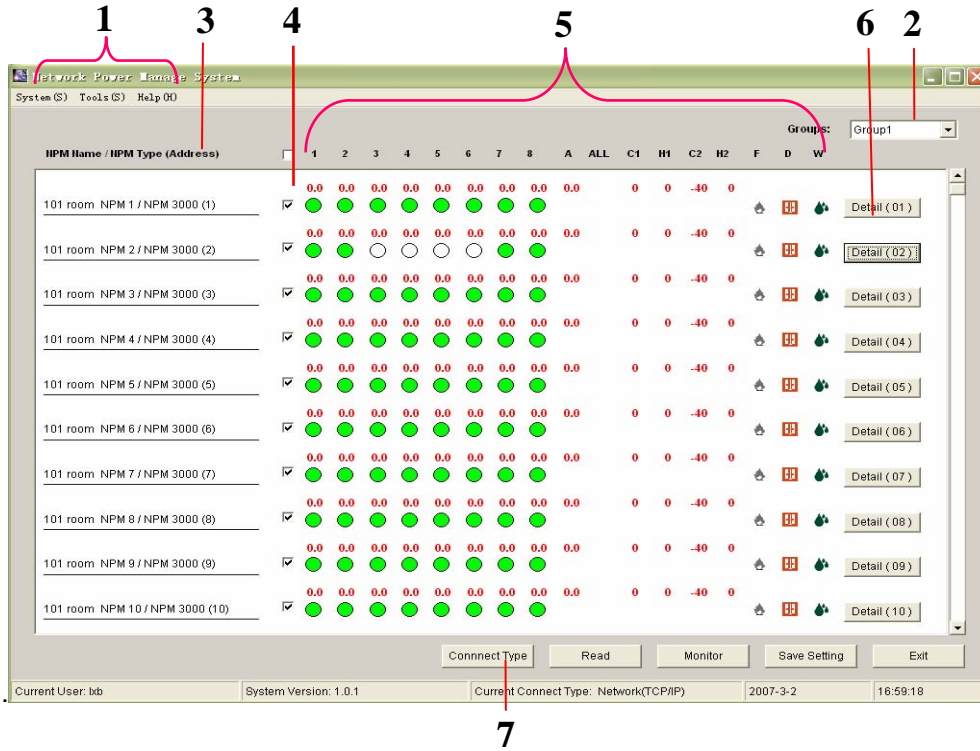 1 3 4 5 6 2
Network Power Manage System
System(S) Tools(S) Help(H)
Groups: Group1
NPM Name / NPM Type (Address) 1 2 3 4 5 6 7 8 A ALL C1 H1 C2 H2 F D W
0.0 0.0 0.0 0.0 0.0 0.0 0.0 0.0 0.0 0 0 -40 0
101 room NPM 1 / NPM 3000 (1) Detail ( 01 )
0.0 0.0 0.0 0.0 0.0 0.0 0.0 0.0 0.0 0 0 -40 0
101 room NPM 2 / NPM 3000 (2) Detail ( 02 )
0.0 0.0 0.0 0.0 0.0 0.0 0.0 0.0 0.0 0 0 -40 0
101 room NPM 3 / NPM 3000 (3) Detail ( 03 )
0.0 0.0 0.0 0.0 0.0 0.0 0.0 0.0 0.0 0 0 -40 0
101 room NPM 4 / NPM 3000 (4) Detail ( 04 )
0.0 0.0 0.0 0.0 0.0 0.0 0.0 0.0 0.0 0 0 -40 0
101 room NPM 5 / NPM 3000 (5) Detail ( 05 )
0.0 0.0 0.0 0.0 0.0 0.0 0.0 0.0 0.0 0 0 -40 0
101 room NPM 6 / NPM 3000 (6) Detail ( 06 )
0.0 0.0 0.0 0.0 0.0 0.0 0.0 0.0 0.0 0 0 -40 0
101 room NPM 7 / NPM 3000 (7) Detail ( 07 )
0.0 0.0 0.0 0.0 0.0 0.0 0.0 0.0 0.0 0 0 -40 0
101 room NPM 8 / NPM 3000 (8) Detail ( 08 )
0.0 0.0 0.0 0.0 0.0 0.0 0.0 0.0 0.0 0 0 -40 0
101 room NPM 9 / NPM 3000 (9) Detail ( 09 )
0.0 0.0 0.0 0.0 0.0 0.0 0.0 0.0 0.0 0 0 -40 0
101 room NPM 10 / NPM 3000 (10) Detail ( 10 )
Connnect Type Read Monitor Save Setting Exit
Current User: lxb System Version: 1.0.1 Current Connect Type: Network(TCP/IP) 2007-3-2 16:59:18
.
7